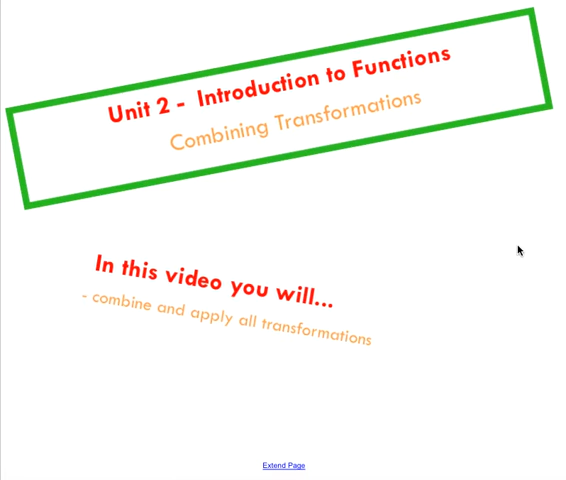 Unit 2 - Introduction to Functions
Combining Transformations
In this video you will...
- combine and apply all transformations
Extend Page